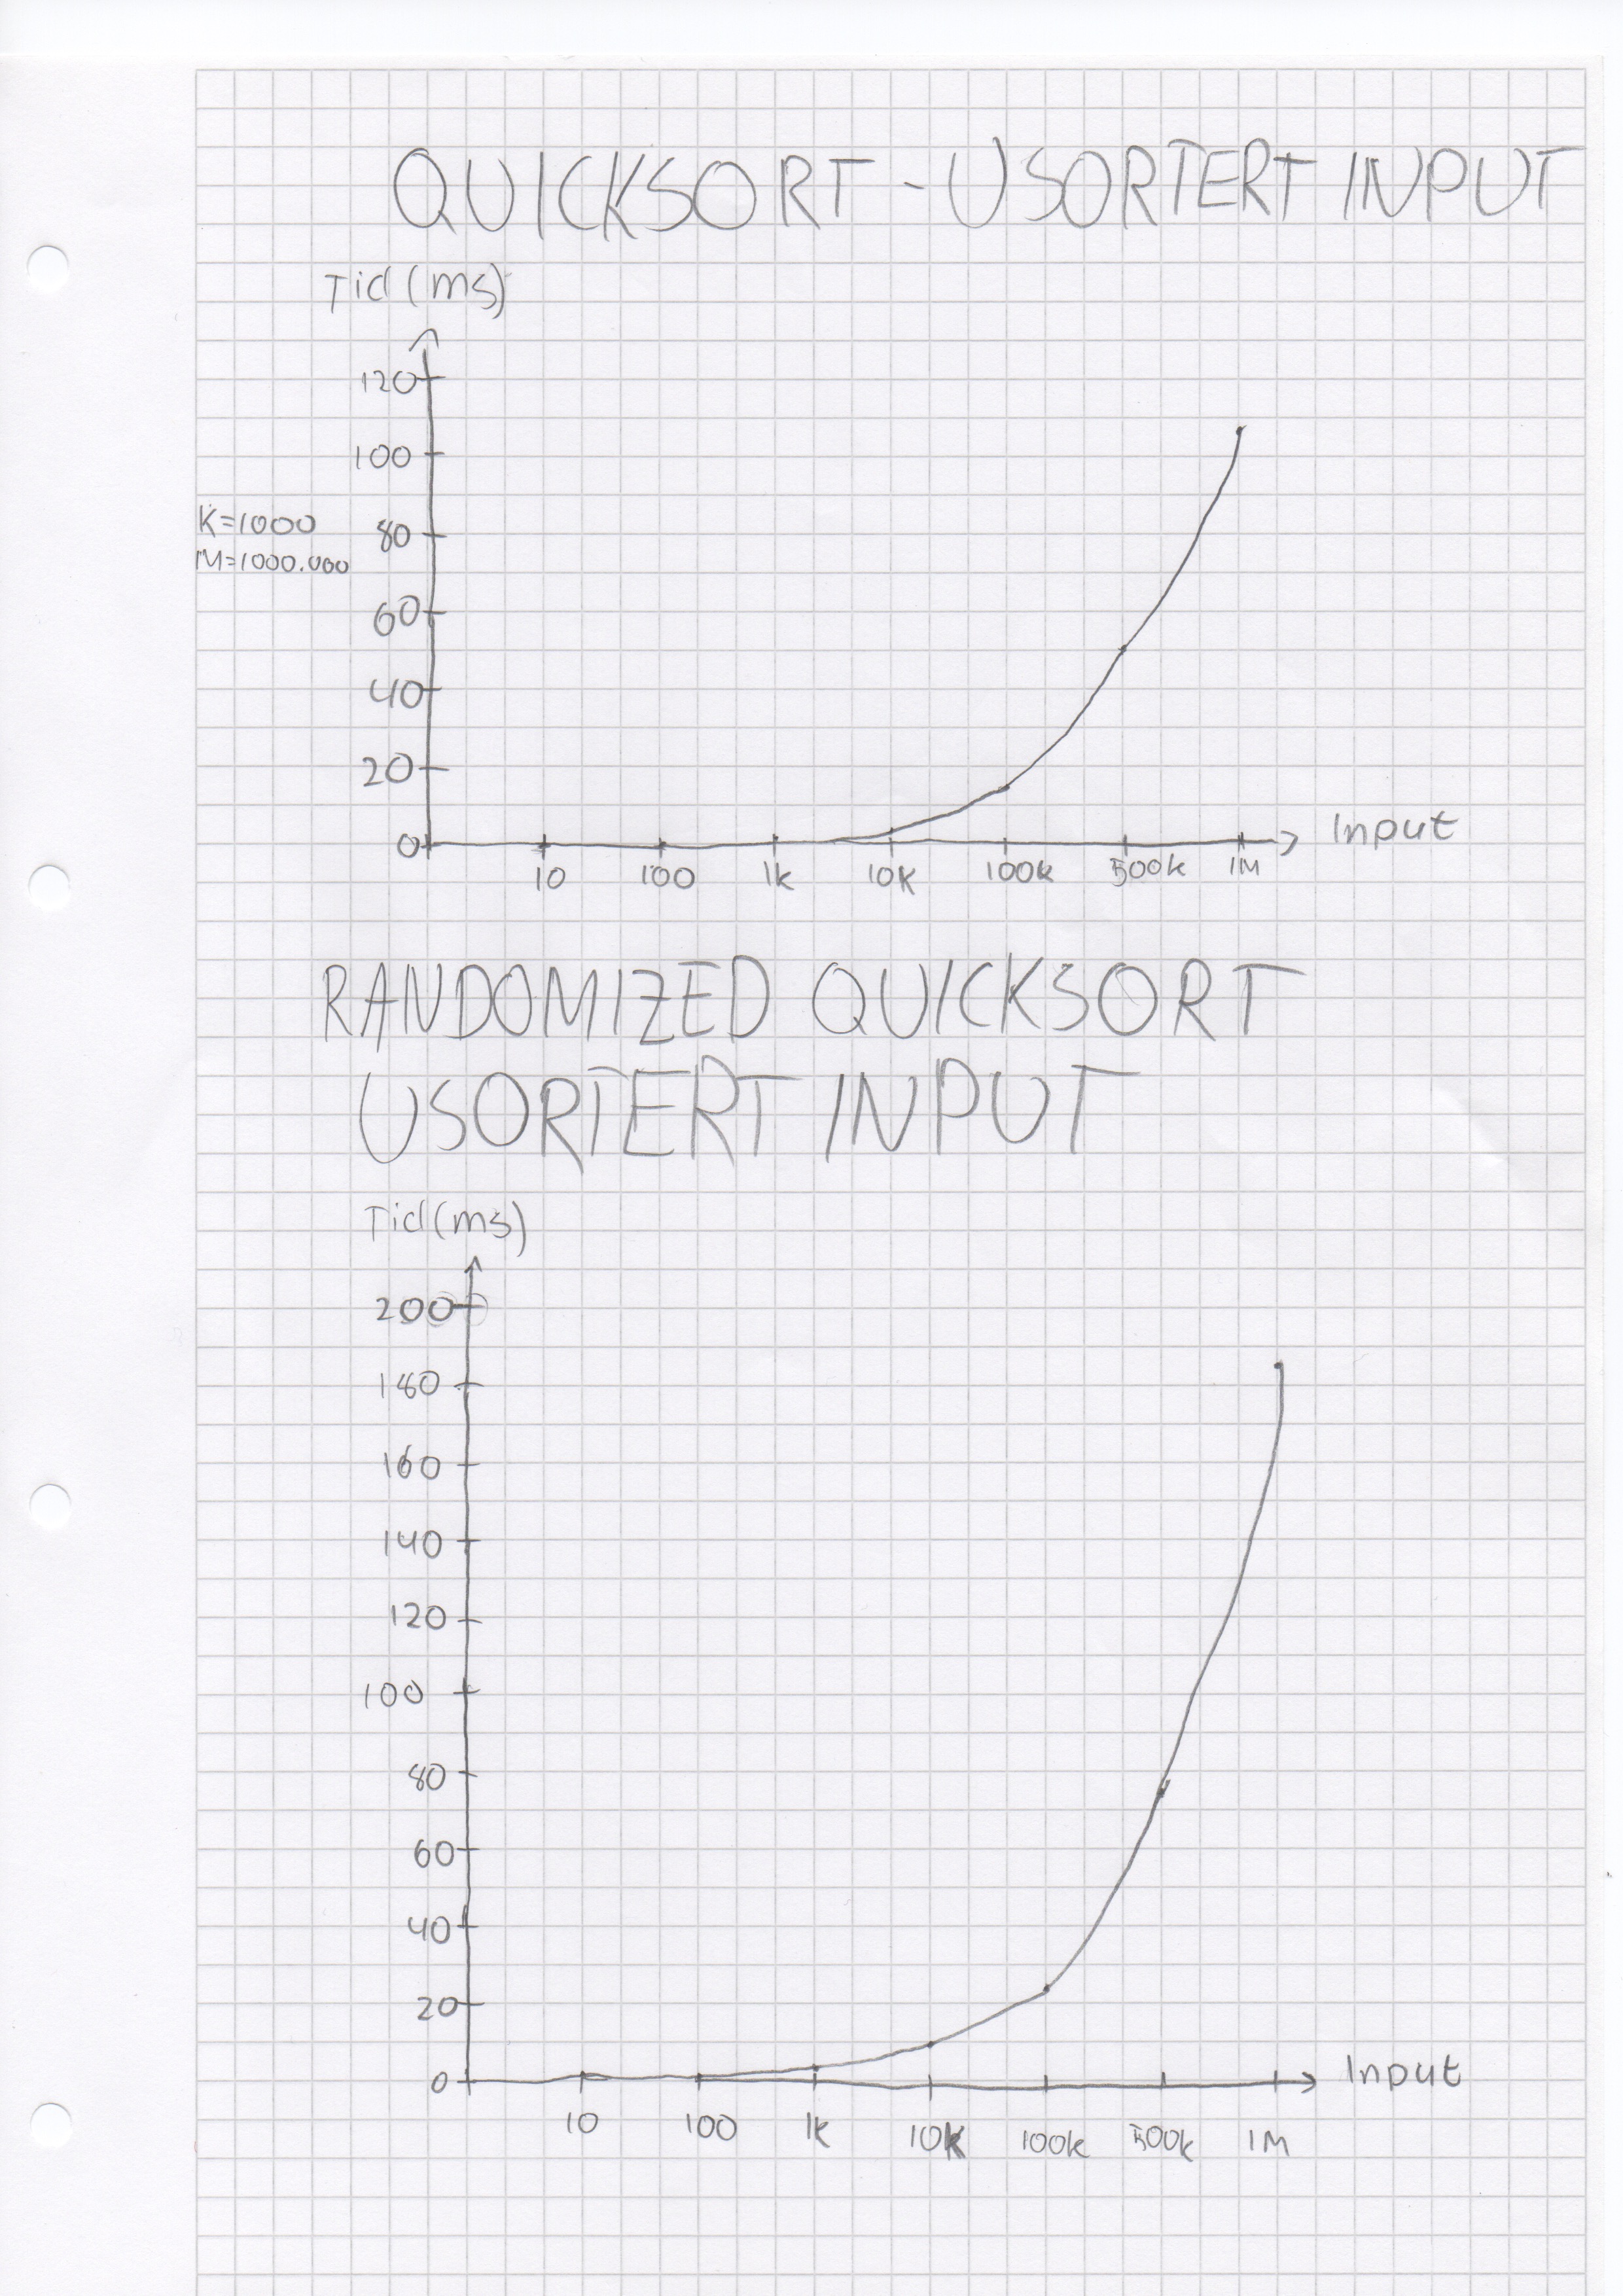 QUICKSORT - USORTERT INPUT
Tid (ms)
120
100
K=1000
M=1000.000
80
60
40
20
0
Input
10 100 1k 10k 100k 500k 1M
RANDOMIZED QUICKSORT
USORTERT INPUT
Tid (ms)
200
180
160
140
120
100
80
60
40
20
0
Input
10 100 1k 10k 100k 500k 1M